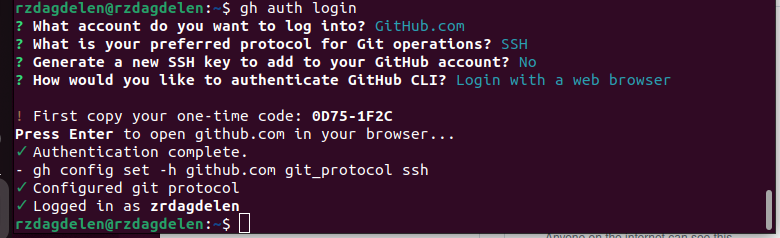 rzdagdelen@rzdagdelen:~$ gh auth login
? What account do you want to log into? GitHub.com
? What is your preferred protocol for Git operations? SSH
? Generate a new SSH key to add to your GitHub account? No
? How would you like to authenticate GitHub CLI? Login with a web browser
! First copy your one-time code: 0D75-1F2C
Press Enter to open github.com in your browser...
✓ Authentication complete.
- gh config set -h github.com git_protocol ssh
✓ Configured git protocol
✓ Logged in as zrdagdelen
rzdagdelen@rzdagdelen:~$
Anyone on the internet can see this